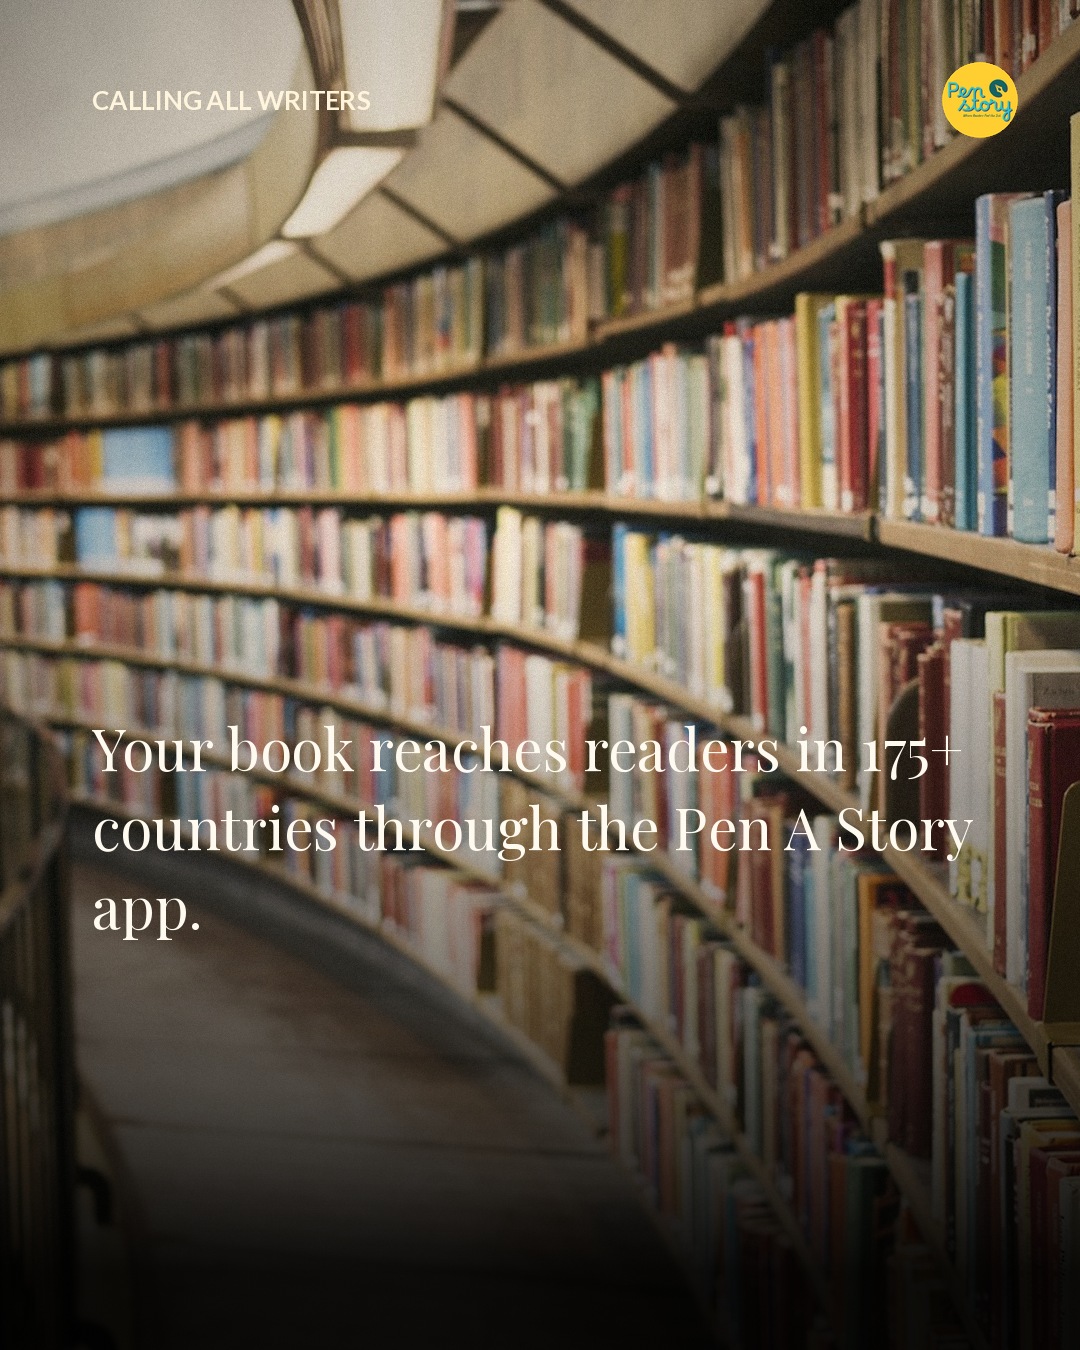 CALLING ALL WRITERS
Pen
story
Your book reaches readers in 175+
countries through the Pen A Story
app.